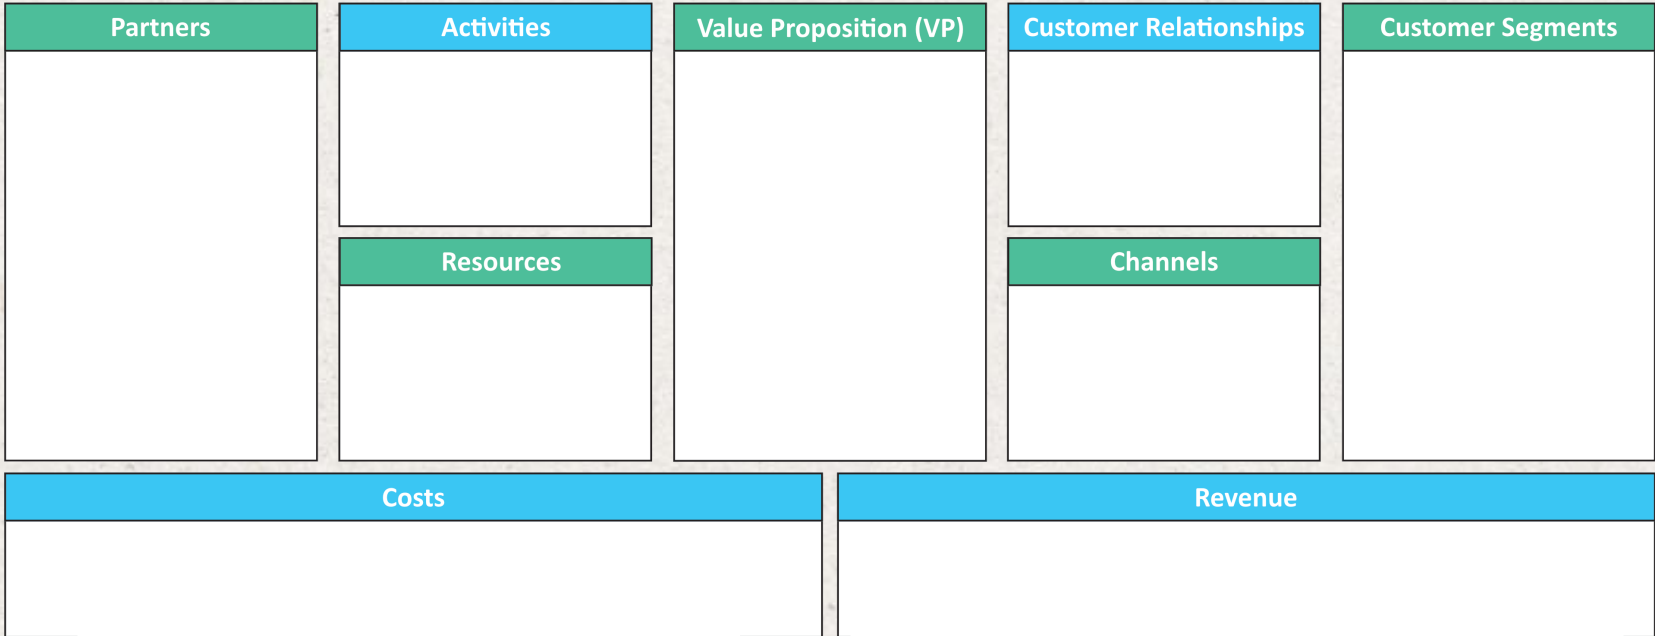 Partners
Activities
Value Proposition (VP)
Customer Relationships
Customer Segments
Resources
Channels
Costs
Revenue